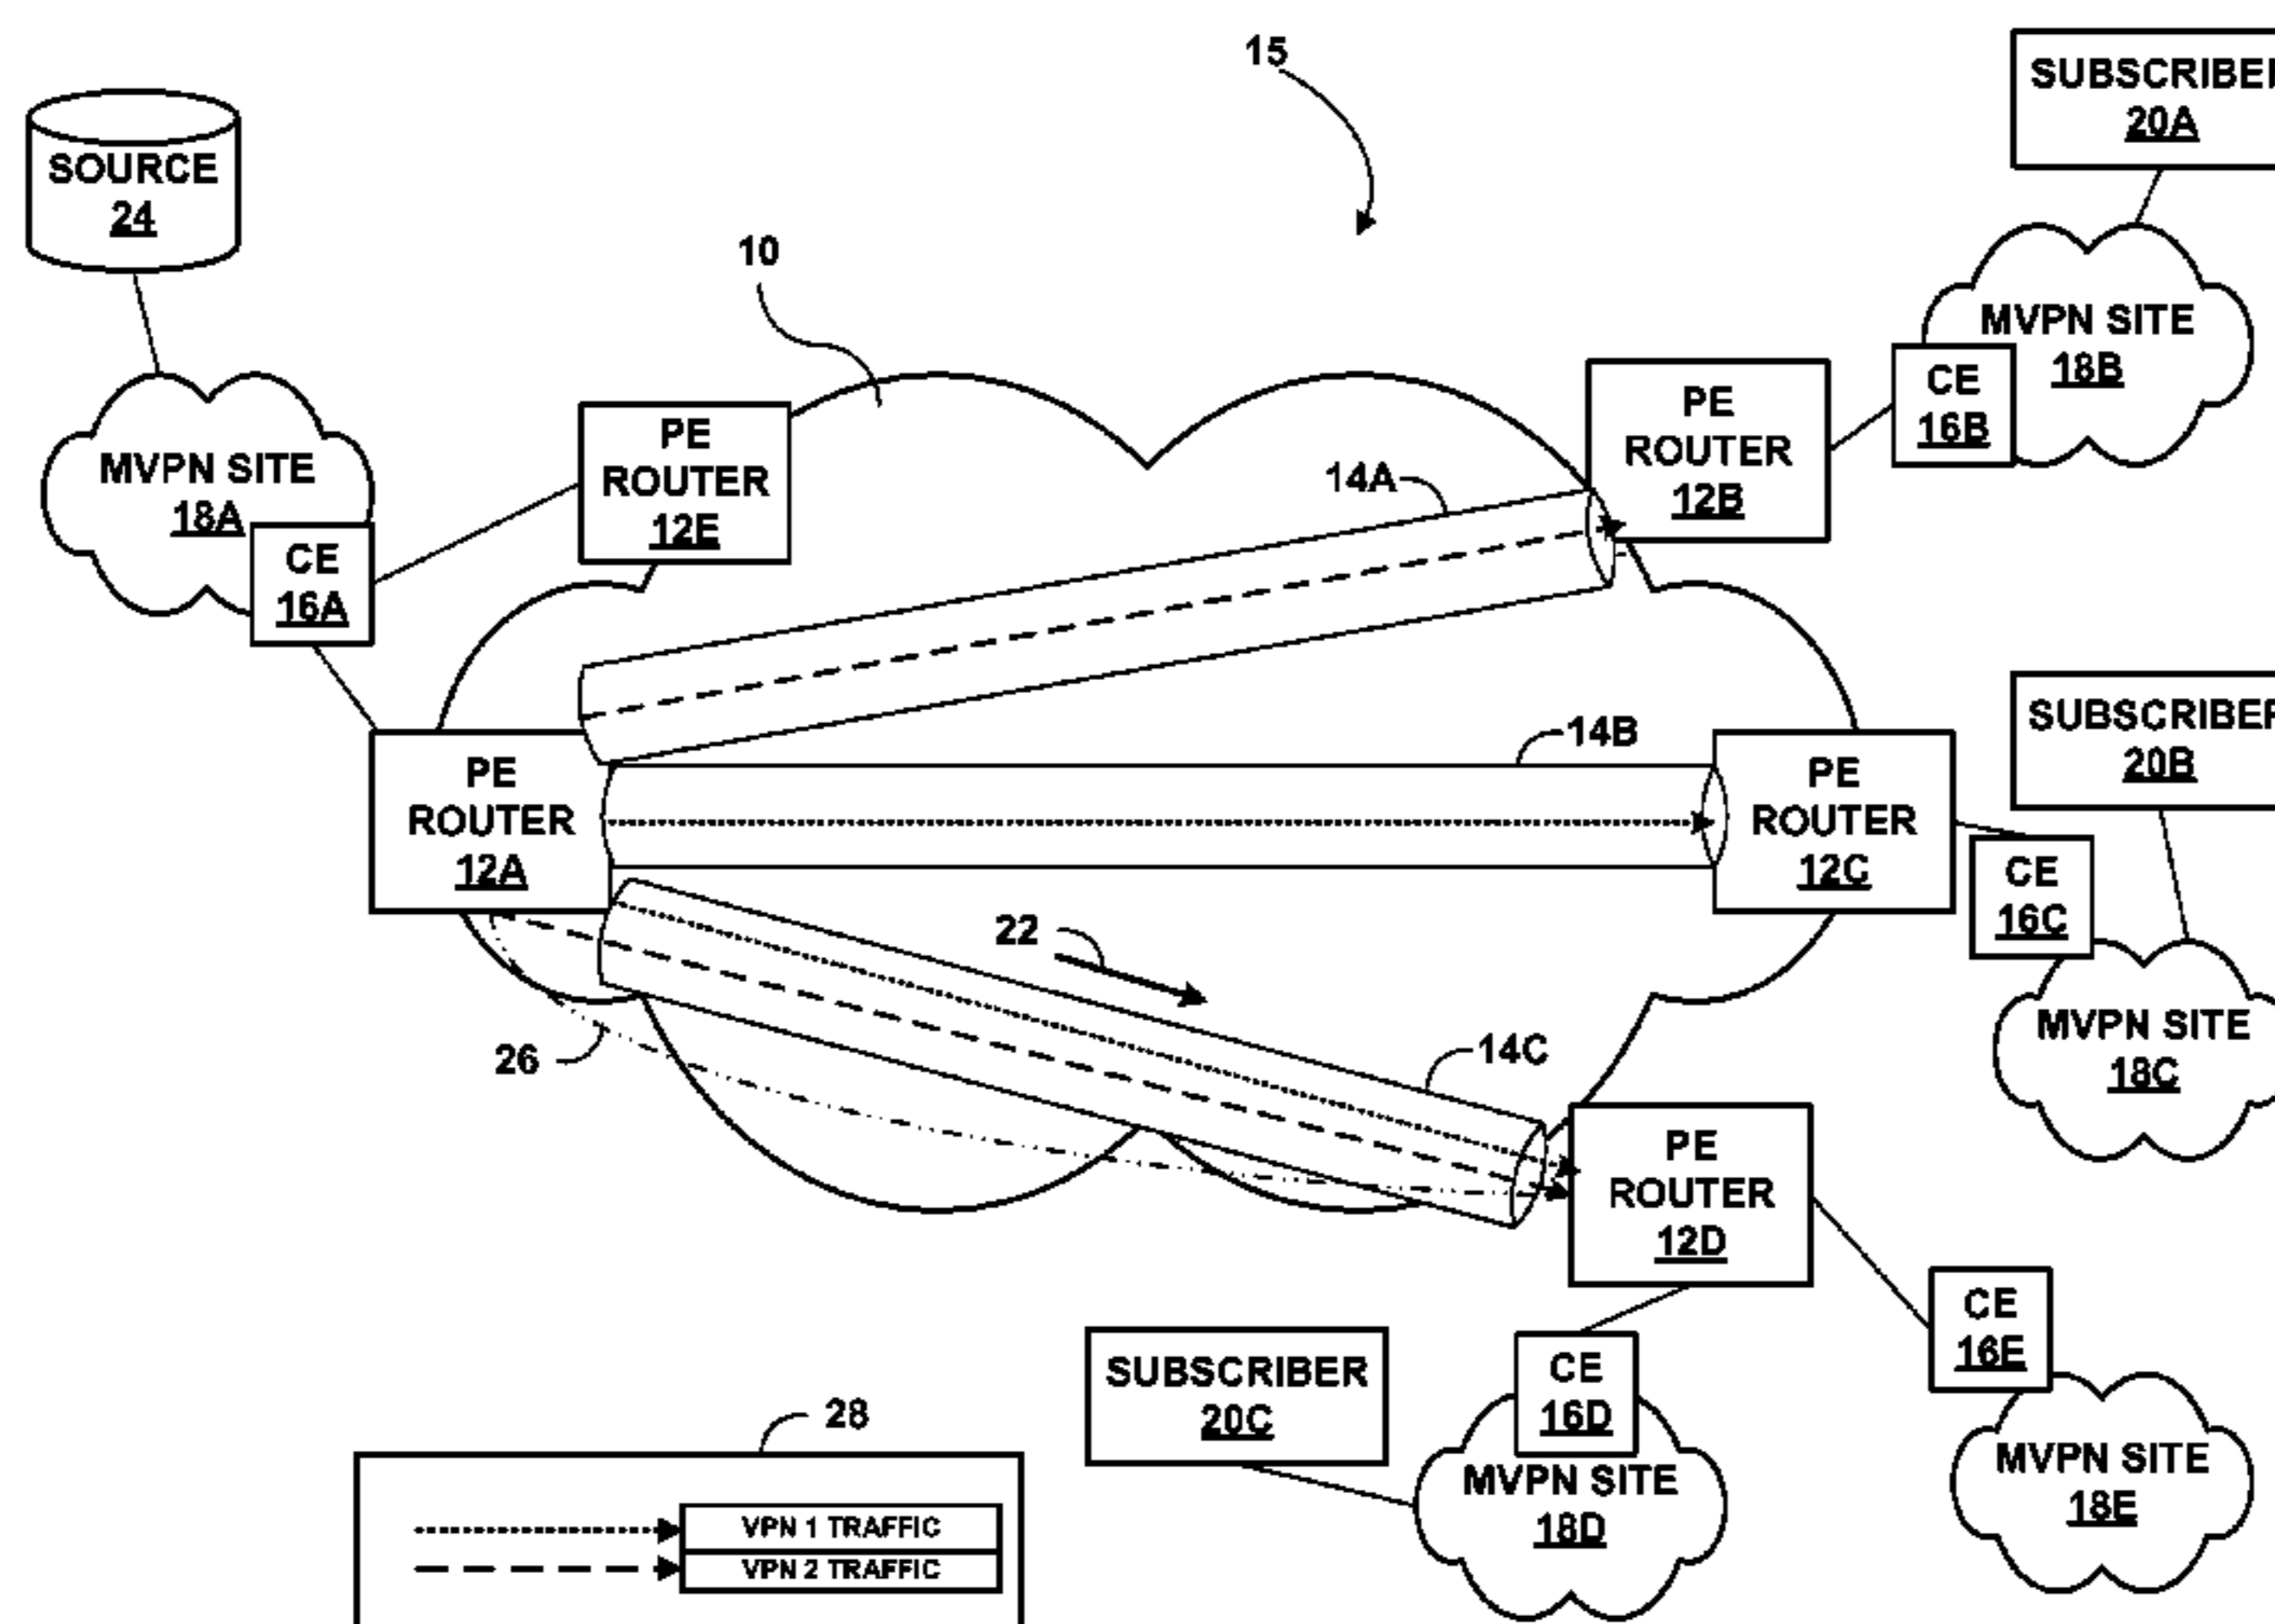 15
SUBSCRIBER
20A
SOURCE
24
10
MVPN SITE
18B
CE
16B
PE
ROUTER
12B
PE
ROUTER
12E
MVPN SITE
18A
CE
16A
14A
14B
SUBSCRIBER
20B
PE
ROUTER
12A
PE
ROUTER
12C
CE
16C
22
MVPN SITE
18C
26
14C
PE
ROUTER
12D
CE
16E
SUBSCRIBER
20C
CE
16D
28
MVPN SITE
18D
MVPN SITE
18E
VPN 1 TRAFFIC
VPN 2 TRAFFIC